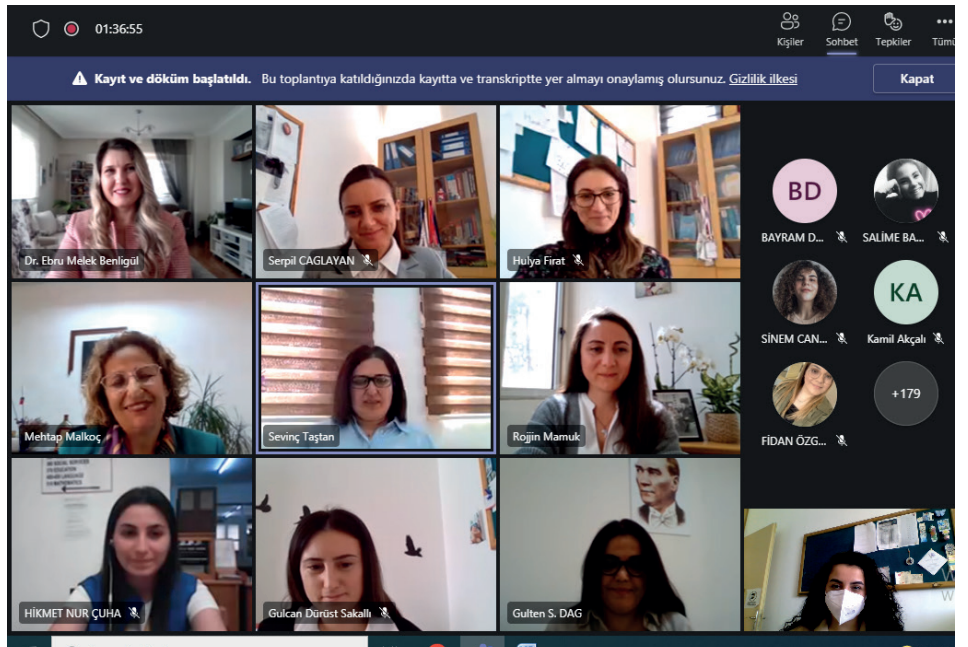 01:36:55
Kişiler
Sohbet
Tepkiler
Tümü
Kayıt ve döküm başlatıldı. Bu toplantıya katıldığınızda kayıtta ve transkriptte yer almayı onaylamış olursunuz. Gizlilik ilkesi
Kapat
Dr. Ebru Melek Benligül
Serpil CAGLAYAN
Hulya Fırat
BD
BAYRAM D...
SALİME BA...
Mehtap Malkoç
Sevinç Taştan
Rojjin Mamuk
SİNEM CAN...
KA
Kamil Akçalı
FİDAN ÖZG...
+179
HİKMET NUR ÇUHA
Gulcan Dürüst Sakallı
Gulten S. DAG